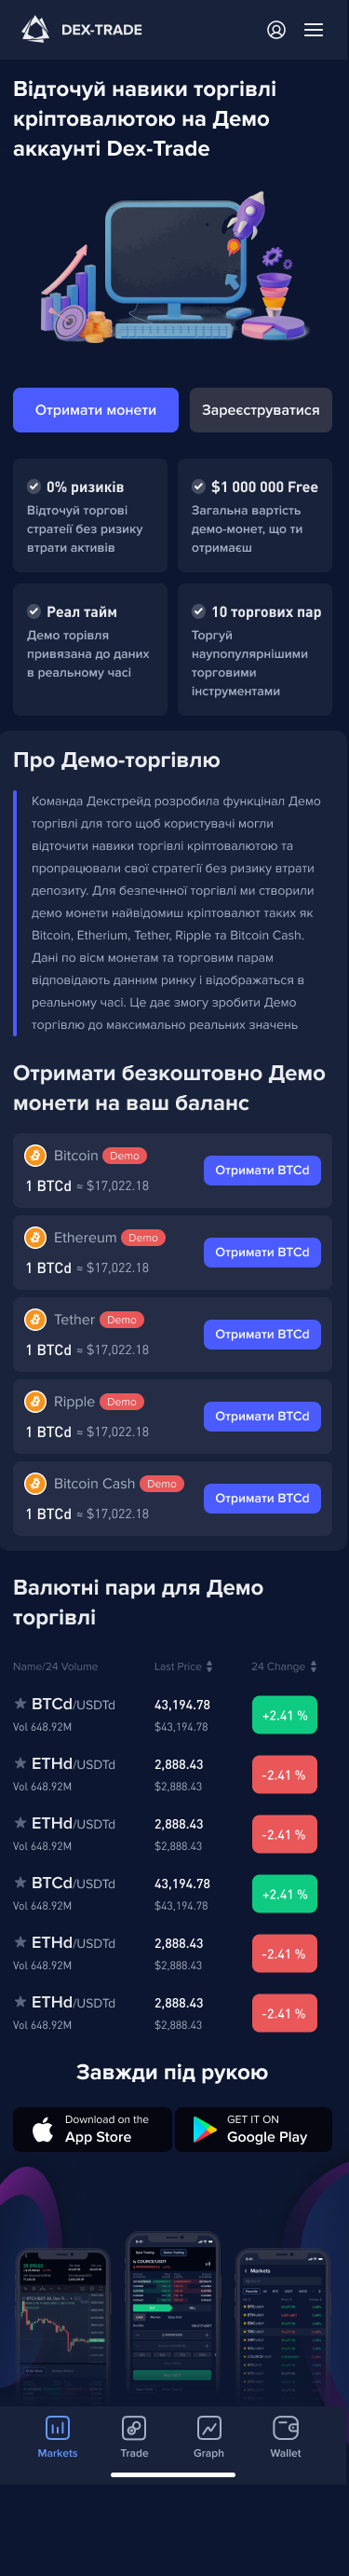 DEX-TRADE
Відточуй навики торгівлі
кріптовалютою на Демо
аккаунті Dex-Trade
Отримати монети
Зареєструватися
0% ризиків
Відточуй торгові
стратеїі без ризику
втрати активів
$1 000 000 Free
Загальна вартість
демо-монет, що ти
отримаєш
Реал тайм
Демо торівля
привязана до даних
в реальному часі
10 торгових пар
Торгуй
наупопулярнішими
торговими
інструментами
Про Демо-торгівлю
Команда Декстрейд розробила функцінал Демо
торгівлі для того щоб користувачі могли
відточити навики торгівлі кріптовалютою та
пропрацювали свої стратегії без ризику втрати
депозиту. Для безпечнної торгівлі ми створили
демо монети найвідомиш кріптовалют таких як
Bitcoin, Etherium, Tether, Ripple та Bitcoin Cash.
Дані по вісм монетам та торговим парам
відповідають данним ринку і відображаться в
реальному часі. Це дає змогу зробити Демо
торгівлю до максимально реальних значень
Отримати безкоштовно Демо
монети на ваш баланс
Bitcoin Demo
1 BTCd ≈ $17,022.18
Отримати BTCd
Ethereum Demo
1 BTCd ≈ $17,022.18
Отримати BTCd
Tether Demo
1 BTCd ≈ $17,022.18
Отримати BTCd
Ripple Demo
1 BTCd ≈ $17,022.18
Отримати BTCd
Bitcoin Cash Demo
1 BTCd ≈ $17,022.18
Отримати BTCd
Валютні пари для Демо
торгівлі
Name/24 Volume Last Price 24 Change
BTCd/USDTd 43,194.78 +2.41 %
Vol 648.92M $43,194.78
ETHd/USDTd 2,888.43 -2.41 %
Vol 648.92M $2,888.43
ETHd/USDTd 2,888.43 -2.41 %
Vol 648.92M $2,888.43
BTCd/USDTd 43,194.78 +2.41 %
Vol 648.92M $43,194.78
ETHd/USDTd 2,888.43 -2.41 %
Vol 648.92M $2,888.43
ETHd/USDTd 2,888.43 -2.41 %
Vol 648.92M $2,888.43
Завжди під рукою
Download on the
App Store
GET IT ON
Google Play
Markets
Markets Trade Graph Wallet